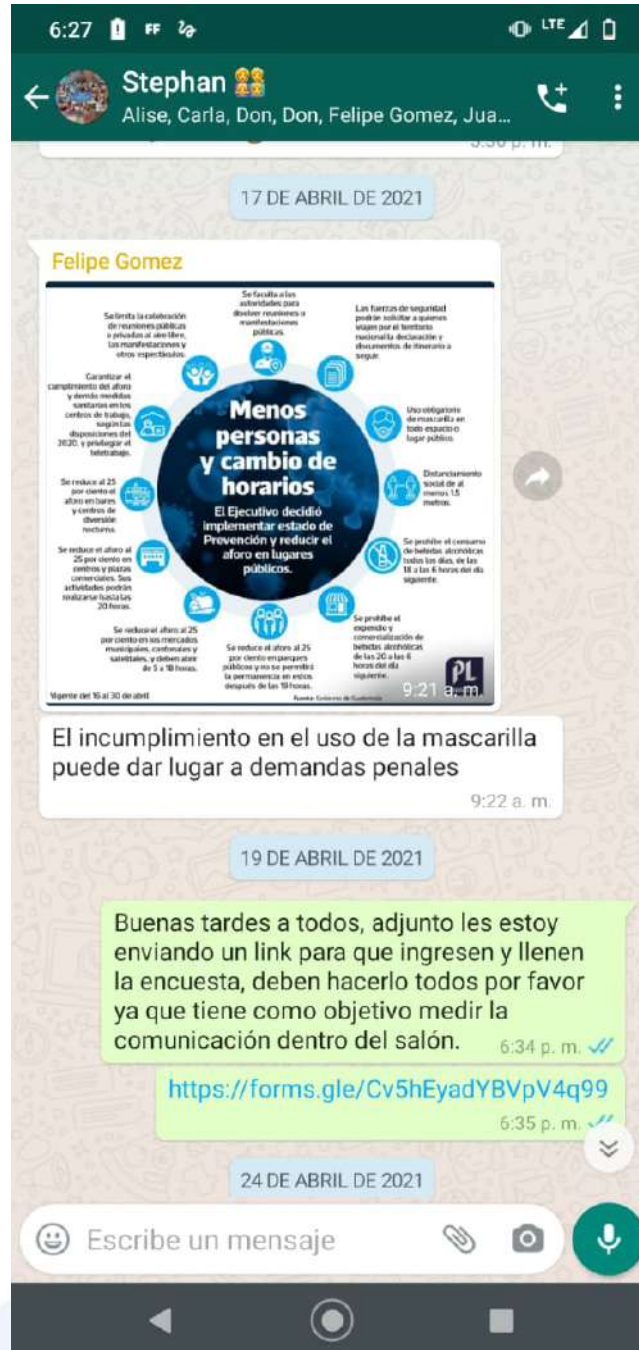 6:27 FF LTE
Stephan
Alise, Carla, Don, Don, Felipe Gomez, Jua...
17 DE ABRIL DE 2021
Felipe Gomez
Se limita la celebración
de reuniones públicas
o privadas al aire libre,
las manifestaciones y
otros espectáculos.
Se faculta a las
autoridades para
disolver reuniones o
manifestaciones
públicas.
Las fuerzas de seguridad
podrán solicitar a quienes
viajen por el territorio
nacional la declaración y
documentos de itinerario a
seguir.
Garantizar el
cumplimiento del aforo
y demás medidas
sanitarias en los
centros de trabajo,
según las
disposiciones del
2020, y privilegiar el
teletrabajo.
Menos
personas
y cambio de
horarios
El Ejecutivo decidió
implementar estado de
Prevención y reducir el
aforo en lugares
públicos.
Uso obligatorio
de mascarilla en
todo espacio o
lugar público.
Distanciamiento
social de al
menos 1.5
metros.
Se reduce al 25
por ciento el
aforo en bares
y centros de
diversión
nocturna.
Se prohíbe el consumo
de bebidas alcohólicas
todos los días, de las
18 a las 6 horas del día
siguiente.
Se reduce el aforo al
25 por ciento en
centros y plazas
comerciales. Sus
actividades podrán
realizarse hasta las
20 horas.
Se prohíbe el
expendio y
comercialización de
bebidas alcohólicas
de las 20 a las 6
horas del día
siguiente.
Se reduce el aforo al 25
por ciento en los mercados
municipales, cantonales y
satelitales, y deben abrir
de 5 a 18 horas.
Se reduce el aforo al 25
por ciento en parques
públicos y no se permitirá
la permanencia en estos
después de las 19 horas.
PL
9:21 a. m.
Vigente del 16 al 30 de abril
Fuente: Gobierno de Guatemala
El incumplimiento en el uso de la mascarilla
puede dar lugar a demandas penales
9:22 a. m.
19 DE ABRIL DE 2021
Buenas tardes a todos, adjunto les estoy
enviando un link para que ingresen y llenen
la encuesta, deben hacerlo todos por favor
ya que tiene como objetivo medir la
comunicación dentro del salón.
6:34 p. m.
https://forms.gle/Cv5hEyadYBVpV4q99
6:35 p. m.
24 DE ABRIL DE 2021
Escribe un mensaje